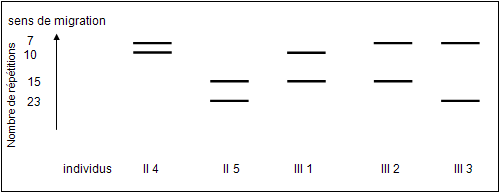 sens de migration
Nombre de répétitions
7
10
15
23
individus II 4 II 5 III 1 III 2 III 3